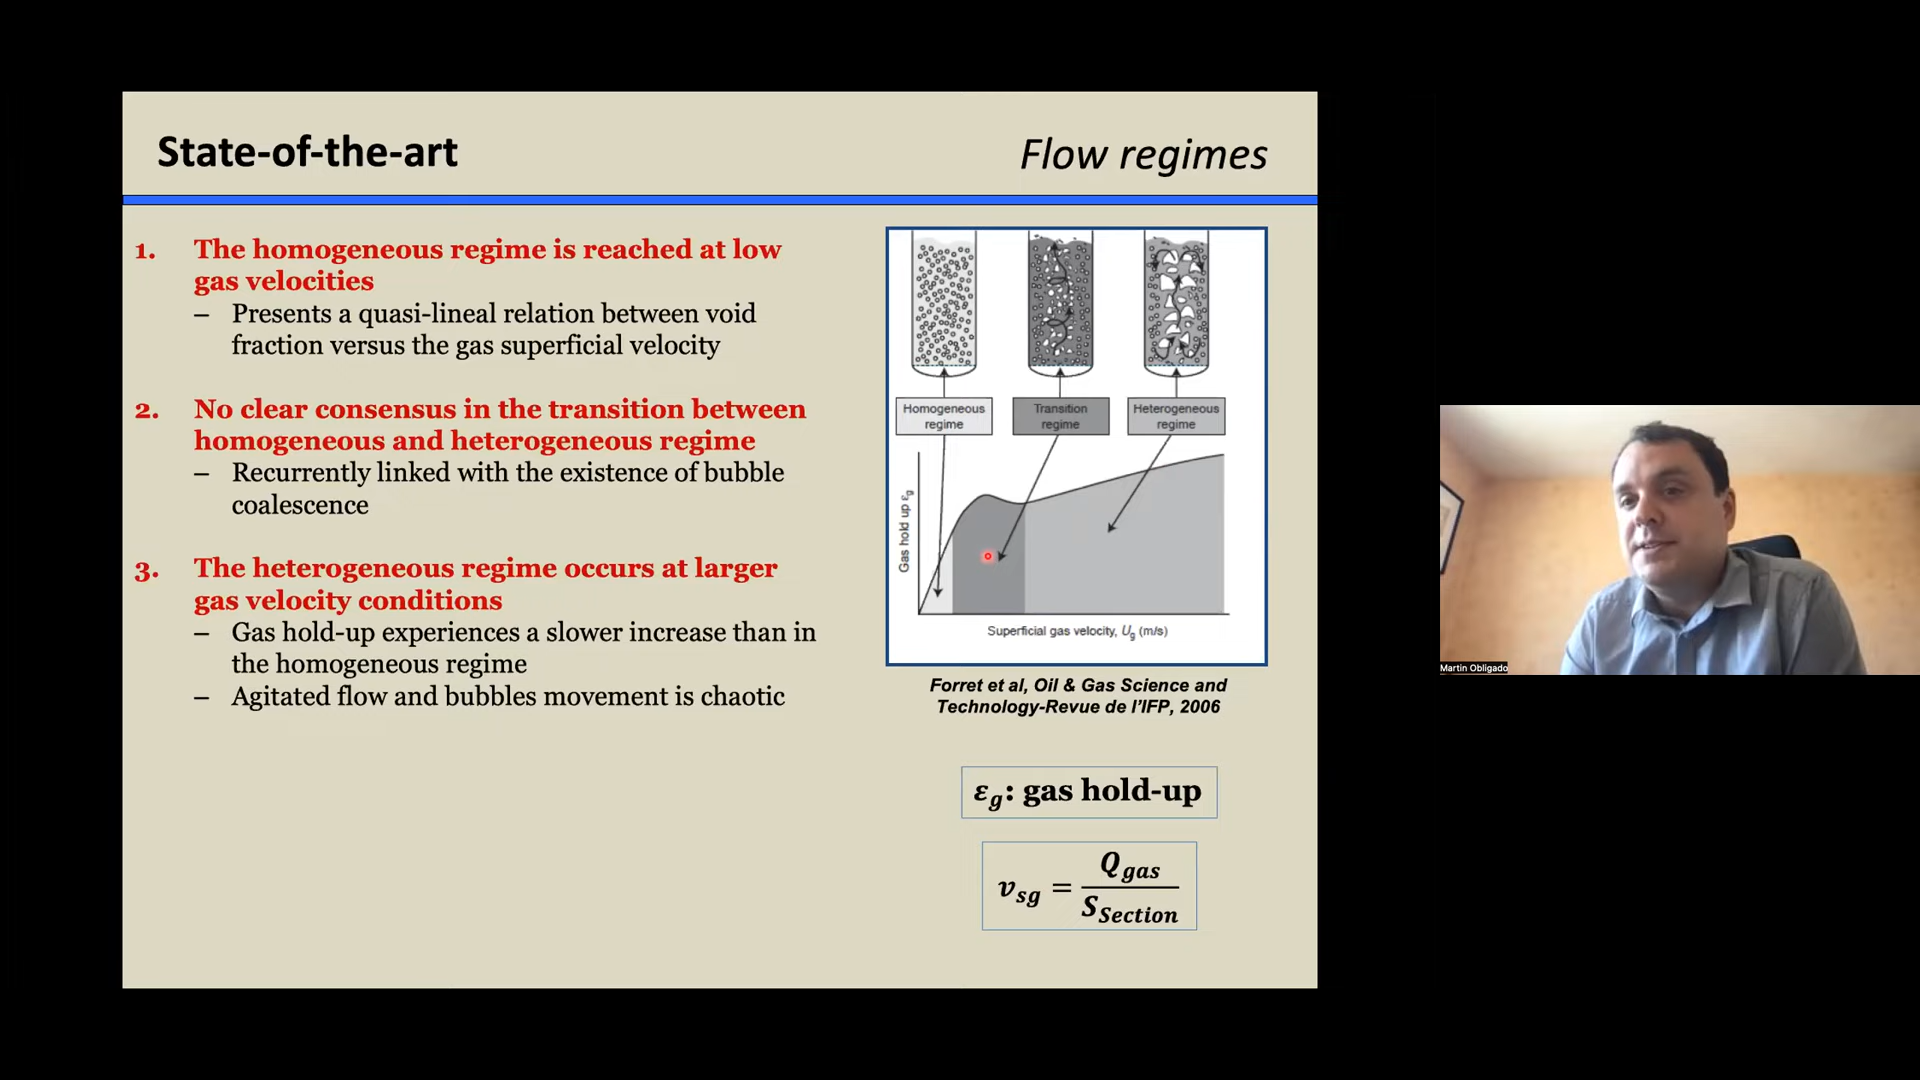 State-of-the-art
Flow regimes
1. The homogeneous regime is reached at low
gas velocities
– Presents a quasi-lineal relation between void
fraction versus the gas superficial velocity
2. No clear consensus in the transition between
homogeneous and heterogeneous regime
– Recurrently linked with the existence of bubble
coalescence
3. The heterogeneous regime occurs at larger
gas velocity conditions
– Gas hold-up experiences a slower increase than in
the homogeneous regime
– Agitated flow and bubbles movement is chaotic
Homogeneous
regime
Transition
regime
Heterogeneous
regime
Gas hold up εg
Superficial gas velocity, Ug (m/s)
Forret et al, Oil & Gas Science and
Technology-Revue de l'IFP, 2006
εg: gas hold-up
vsg = Qgas / SSection
Martin Obligado